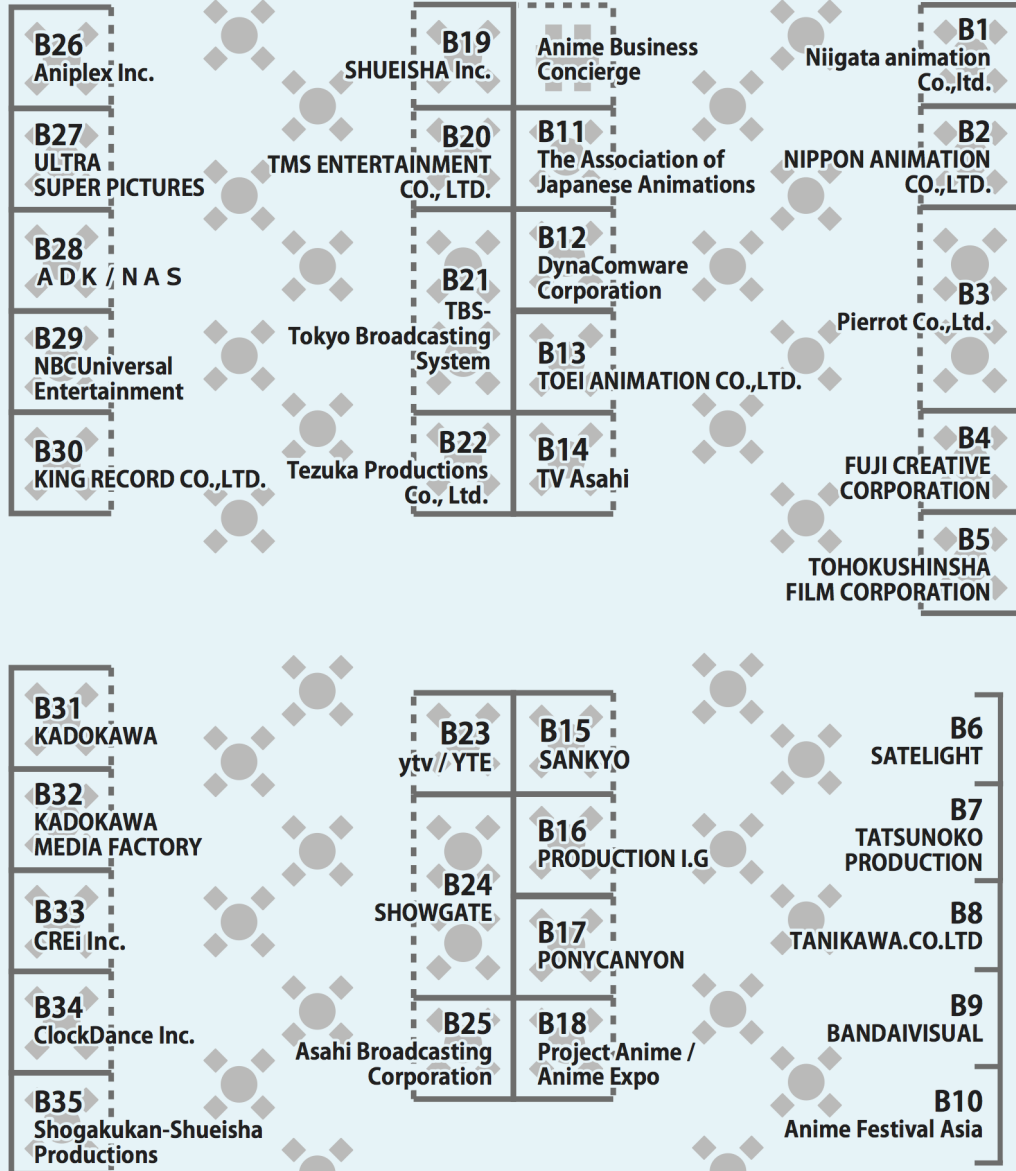 B26
Aniplex Inc.
B27
ULTRA
SUPER PICTURES
B28
A D K / N A S
B29
NBCUniversal
Entertainment
B30
KING RECORD CO.,LTD.
B19
SHUEISHA Inc.
B20
TMS ENTERTAINMENT
CO., LTD.
B21
TBS-
Tokyo Broadcasting
System
B22
Tezuka Productions
Co., Ltd.
Anime Business
Concierge
B11
The Association of
Japanese Animations
B12
DynaComware
Corporation
B13
TOEI ANIMATION CO.,LTD.
B14
TV Asahi
B1
Niigata animation
Co.,ltd.
B2
NIPPON ANIMATION
CO.,LTD.
B3
Pierrot Co.,Ltd.
B4
FUJI CREATIVE
CORPORATION
B5
TOHOKUSHINSHA
FILM CORPORATION
B31
KADOKAWA
B32
KADOKAWA
MEDIA FACTORY
B33
CREi Inc.
B34
ClockDance Inc.
B35
Shogakukan-Shueisha
Productions
B23
ytv / YTE
B24
SHOWGATE
B25
Asahi Broadcasting
Corporation
B15
SANKYO
B16
PRODUCTION I.G
B17
PONYCANYON
B18
Project Anime /
Anime Expo
B6
SATELIGHT
B7
TATSUNOKO
PRODUCTION
B8
TANIKAWA.CO.LTD
B9
BANDAIVISUAL
B10
Anime Festival Asia